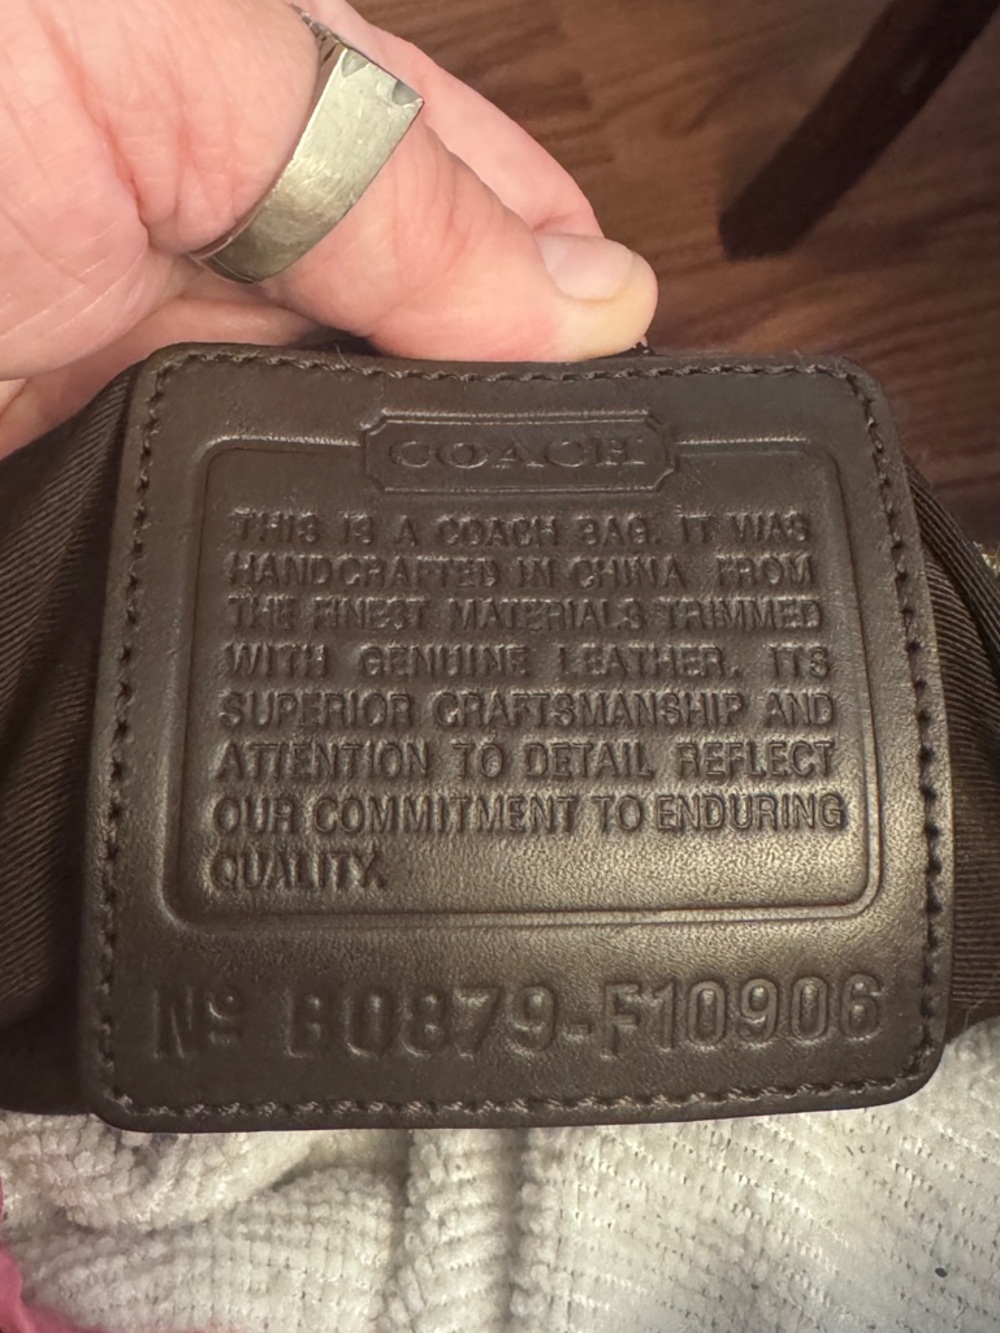 COACH
THIS IS A COACH BAG. IT WAS
HANDCRAFTED IN CHINA FROM
THE FINEST MATERIALS TRIMMED
WITH GENUINE LEATHER. ITS
SUPERIOR CRAFTSMANSHIP AND
ATTENTION TO DETAIL REFLECT
OUR COMMITMENT TO ENDURING
QUALITY.
Nº B0879-F10906